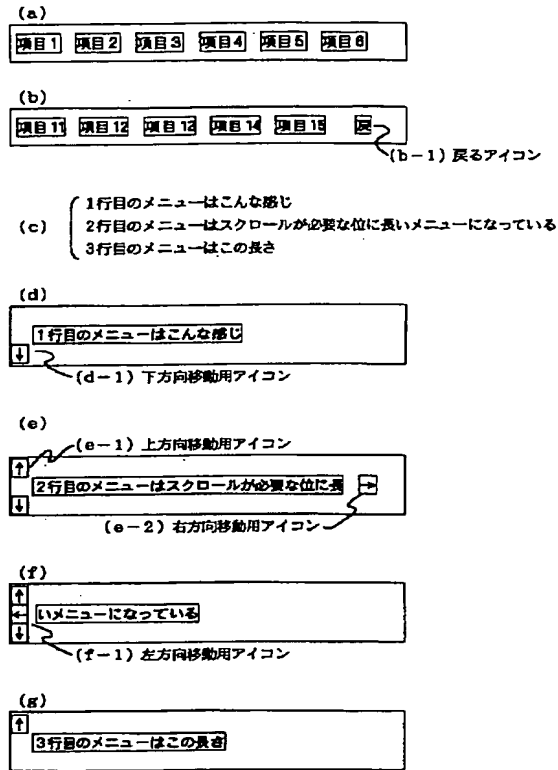 (a)
項目1 項目2 項目3 項目4 項目5 項目6
(b)
項目11 項目12 項目13 項目14 項目15 戻
(b-1) 戻るアイコン
(c)
1行目のメニューはこんな感じ
2行目のメニューはスクロールが必要な位に長いメニューになっている
3行目のメニューはこの長さ
(d)
1行目のメニューはこんな感じ
↓
(d-1) 下方向移動用アイコン
(e)
(e-1) 上方向移動用アイコン
↑
2行目のメニューはスクロールが必要な位に長 →
↓
(e-2) 右方向移動用アイコン
(f)
↑
← いメニューになっている
↓
(f-1) 左方向移動用アイコン
(g)
↑
3行目のメニューはこの長さ